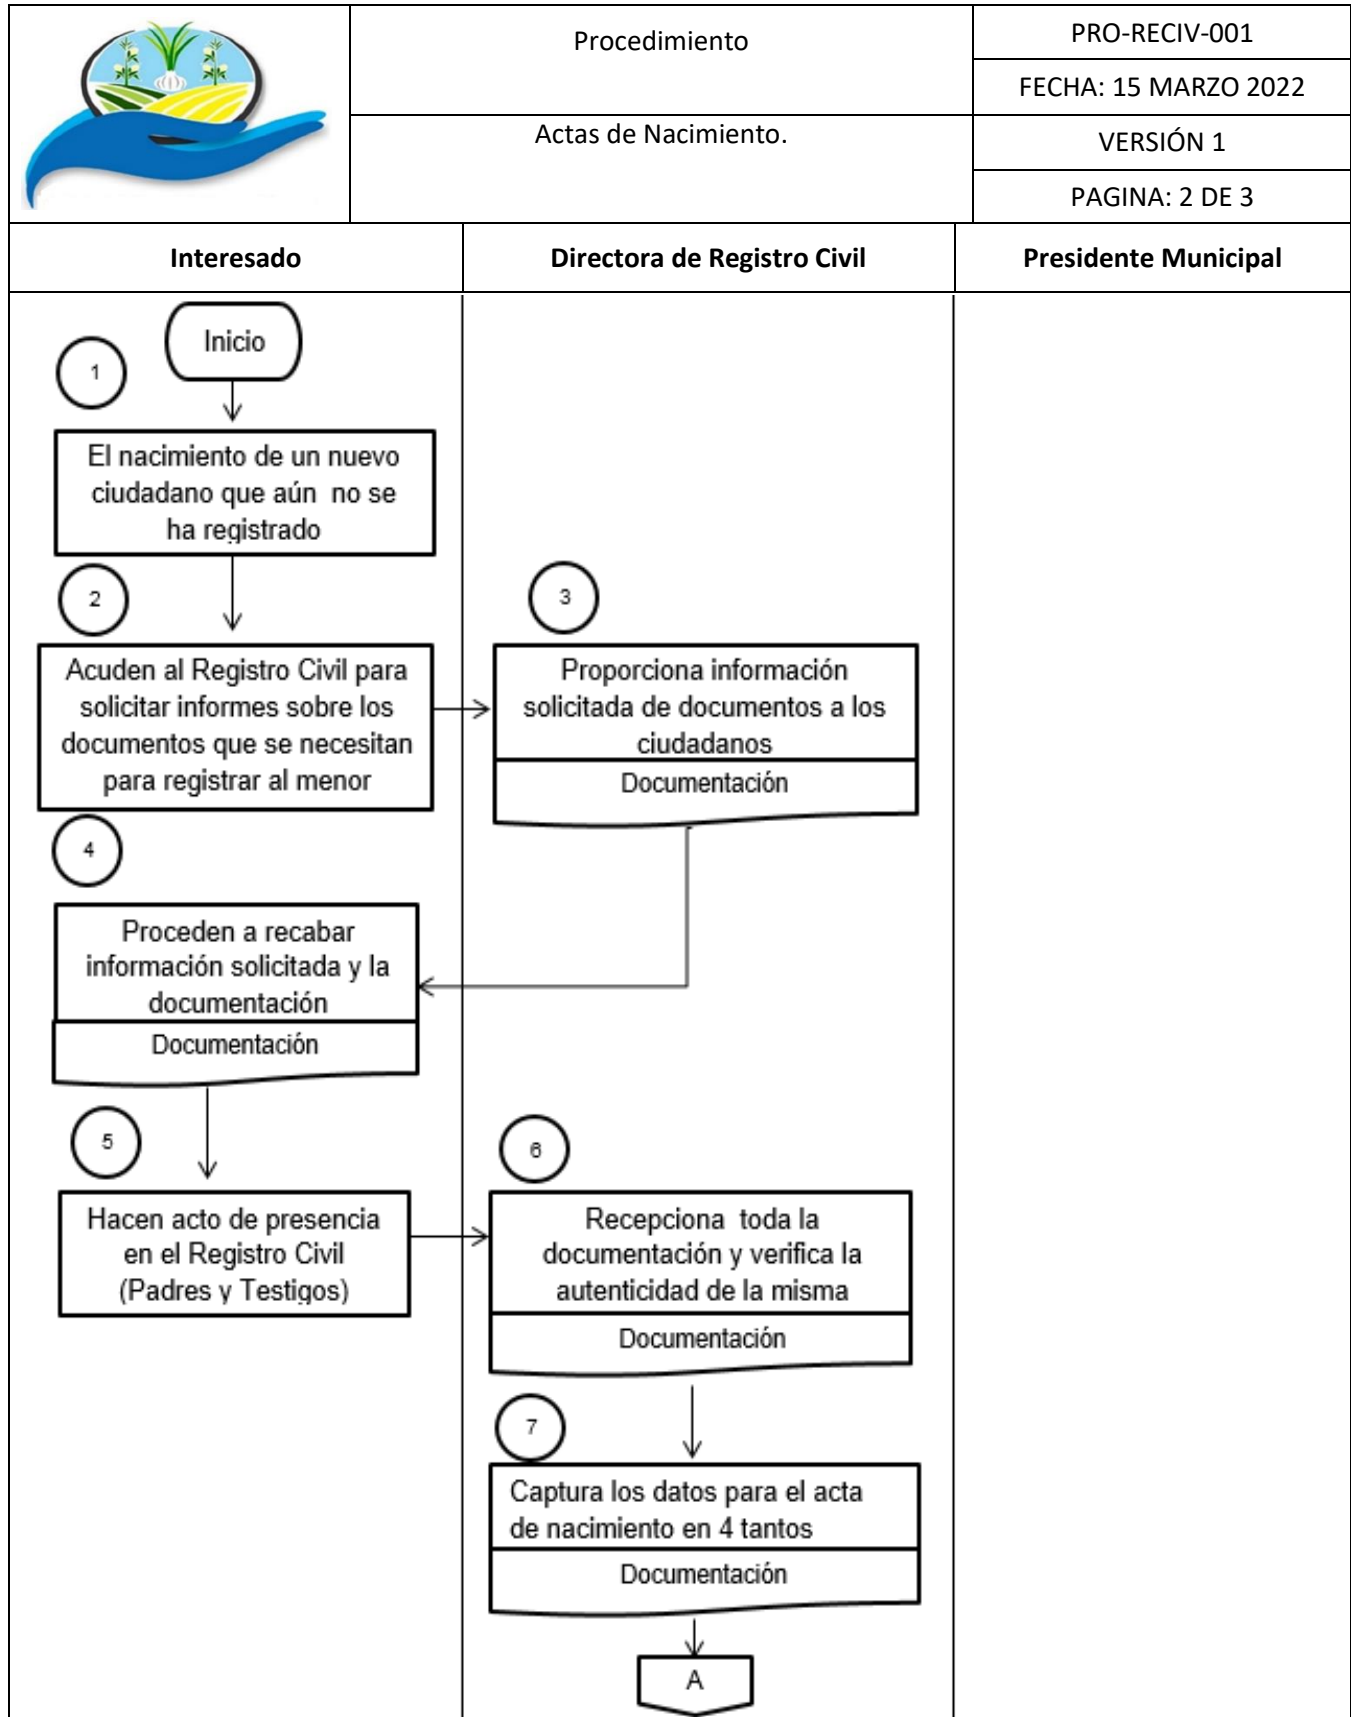 Procedimiento
PRO-RECIV-001
FECHA: 15 MARZO 2022
Actas de Nacimiento.
VERSIÓN 1
PAGINA: 2 DE 3
Interesado
Directora de Registro Civil
Presidente Municipal
Inicio
1
El nacimiento de un nuevo
ciudadano que aún no se
ha registrado
2
Acuden al Registro Civil para
solicitar informes sobre los
documentos que se necesitan
para registrar al menor
3
Proporciona información
solicitada de documentos a los
ciudadanos
Documentación
4
Proceden a recabar
información solicitada y la
documentación
Documentación
5
Hacen acto de presencia
en el Registro Civil
(Padres y Testigos)
6
Recepciona toda la
documentación y verifica la
autenticidad de la misma
Documentación
7
Captura los datos para el acta
de nacimiento en 4 tantos
Documentación
A